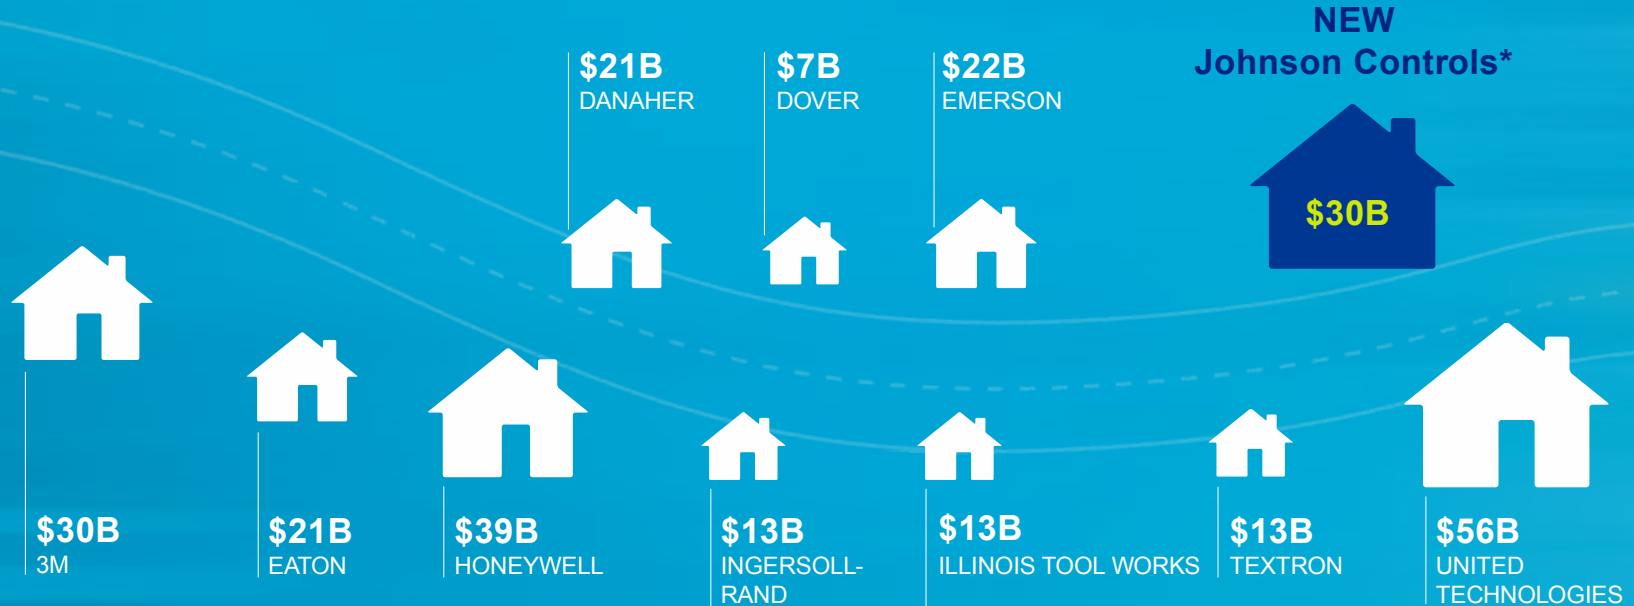 NEW
Johnson Controls*
$21B
DANAHER
$7B
DOVER
$22B
EMERSON
$30B
$30B
3M
$21B
EATON
$39B
HONEYWELL
$13B
INGERSOLL-
RAND
$13B
ILLINOIS TOOL WORKS
$13B
TEXTRON
$56B
UNITED
TECHNOLOGIES